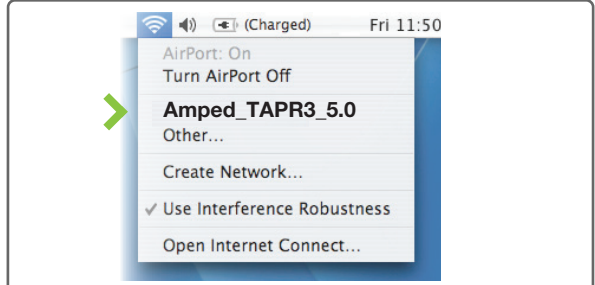 (Charged) Fri 11:50
AirPort: On
Turn AirPort Off
Amped_TAPR3_5.0
Other...
Create Network...
✓ Use Interference Robustness
Open Internet Connect...